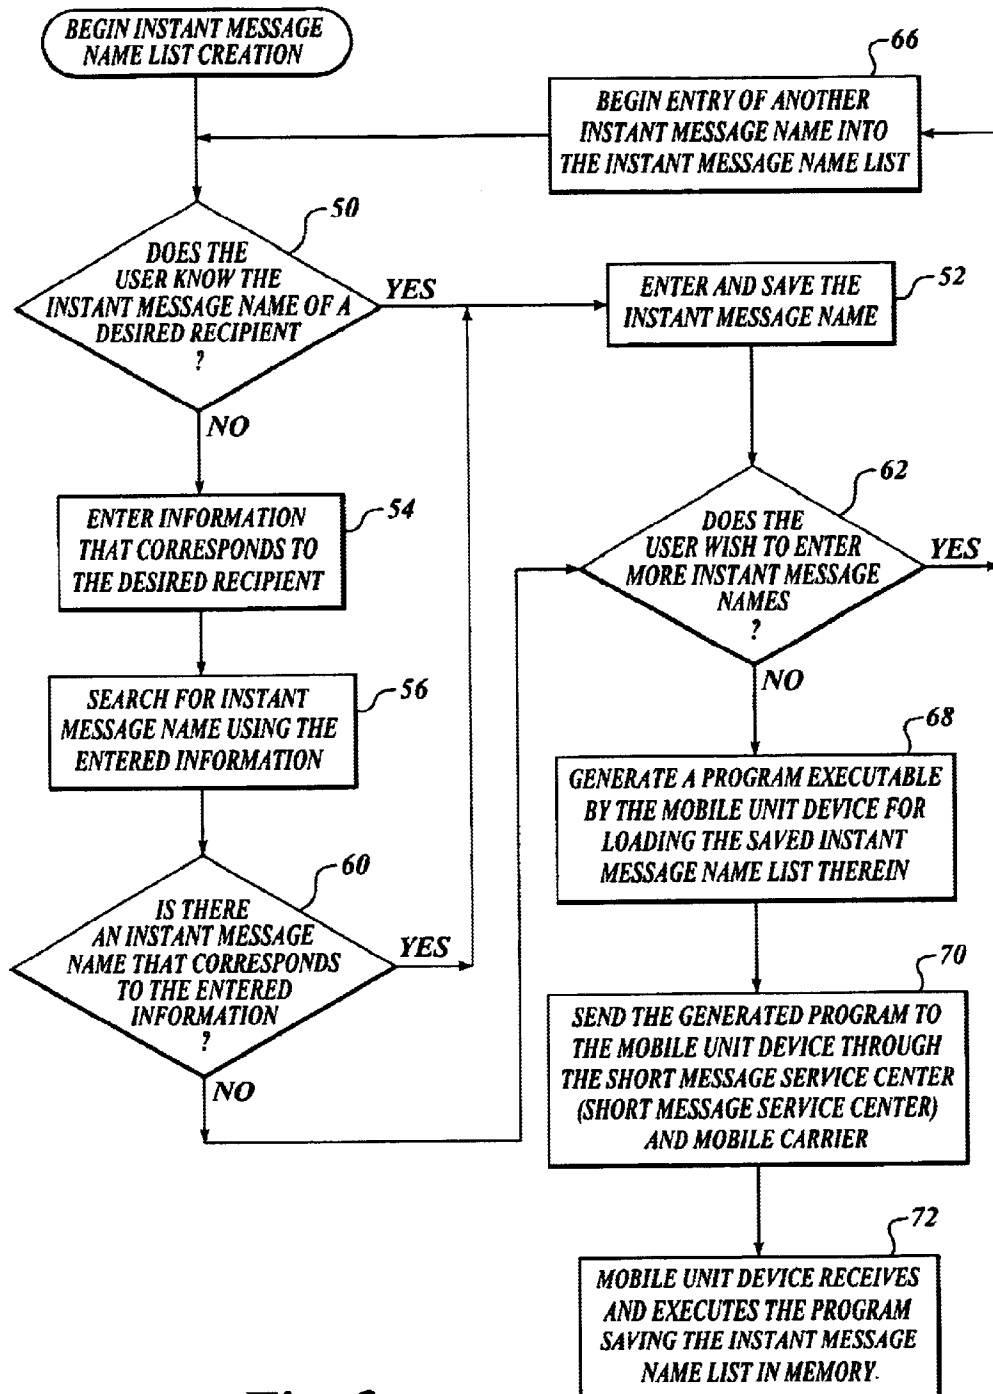 BEGIN INSTANT MESSAGE
NAME LIST CREATION
66
BEGIN ENTRY OF ANOTHER
INSTANT MESSAGE NAME INTO
THE INSTANT MESSAGE NAME LIST
50
DOES THE
USER KNOW THE
INSTANT MESSAGE NAME OF A
DESIRED RECIPIENT
?
YES
NO
52
ENTER AND SAVE THE
INSTANT MESSAGE NAME
54
ENTER INFORMATION
THAT CORRESPONDS TO
THE DESIRED RECIPIENT
62
DOES THE
USER WISH TO ENTER
MORE INSTANT MESSAGE
NAMES
?
YES
NO
56
SEARCH FOR INSTANT
MESSAGE NAME USING THE
ENTERED INFORMATION
68
GENERATE A PROGRAM EXECUTABLE
BY THE MOBILE UNIT DEVICE FOR
LOADING THE SAVED INSTANT
MESSAGE NAME LIST THEREIN
60
IS THERE
AN INSTANT MESSAGE
NAME THAT CORRESPONDS
TO THE ENTERED
INFORMATION
?
YES
NO
70
SEND THE GENERATED PROGRAM TO
THE MOBILE UNIT DEVICE THROUGH
THE SHORT MESSAGE SERVICE CENTER
(SHORT MESSAGE SERVICE CENTER)
AND MOBILE CARRIER
72
MOBILE UNIT DEVICE RECEIVES
AND EXECUTES THE PROGRAM
SAVING THE INSTANT MESSAGE
NAME LIST IN MEMORY.